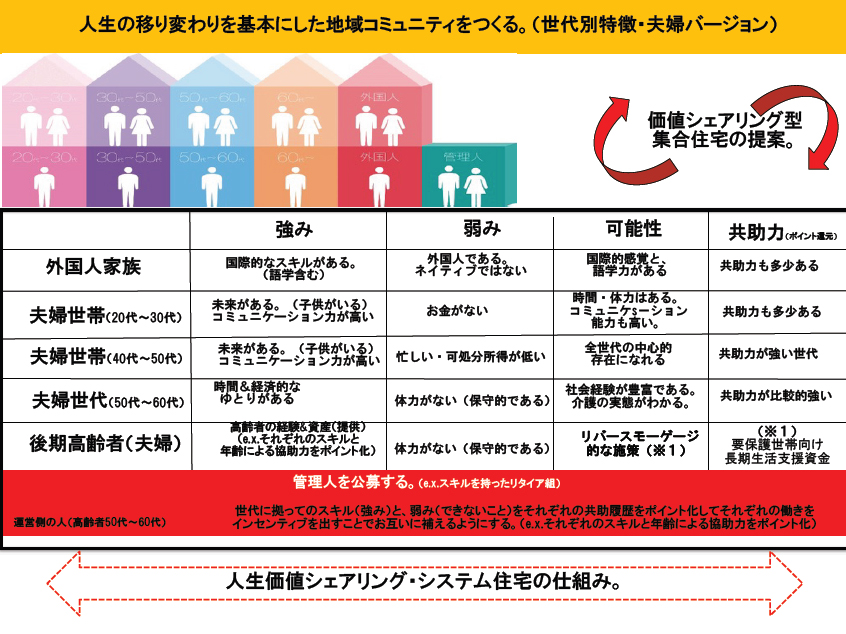 人生の移り変わりを基本にした地域コミュニティをつくる。（世代別特徴・夫婦バージョン）
20代-30代 30代-50代 50代-60代 60代- 外国人
20代-30代 30代-50代 50代-60代 60代- 外国人 管理人
価値シェアリング型
集合住宅の提案。
強み 弱み 可能性 共助力（ポイント還元）
外国人家族
国際的なスキルがある。
（語学含む）
外国人である。
ネイティブではない
国際的感覚と、
語学力がある
共助力も多少ある
夫婦世帯（20代～30代）
未来がある。（子供がいる）
コミュニケーション力が高い
お金がない
時間・体力はある。
コミュニケsーション
能力も高い。
共助力も多少ある
夫婦世帯（40代～50代）
未来がある。（子供がいる）
コミュニケーション力が高い
忙しい・可処分所得が低い
全世代の中心的
存在になれる
共助力が強い世代
夫婦世代（50代～60代）
時間＆経済的な
ゆとりがある
体力がない（保守的である）
社会経験が豊富である。
介護の実態がわかる。
共助力が比較的強い
後期高齢者（夫婦）
高齢者の経験&資産（提供）
（e.x.それぞれのスキルと
年齢による協助力をポイント化）
体力がない（保守的である）
リバースモーゲージ
的な施策（※1）
（※1）
要保護世帯向け
長期生活支援資金
管理人を公募する。（e.x.スキルを持ったリタイア組）
運営側の人（高齢者50代～60代）
世代に拠ってのスキル（強み）と、弱み（できないこと）をそれぞれの共助履歴をポイント化してそれぞれの働きを
インセンティブを出すことでお互いに補えるようにする。（e.x.それぞれのスキルと年齢による協助力をポイント化）
人生価値シェアリング・システム住宅の仕組み。